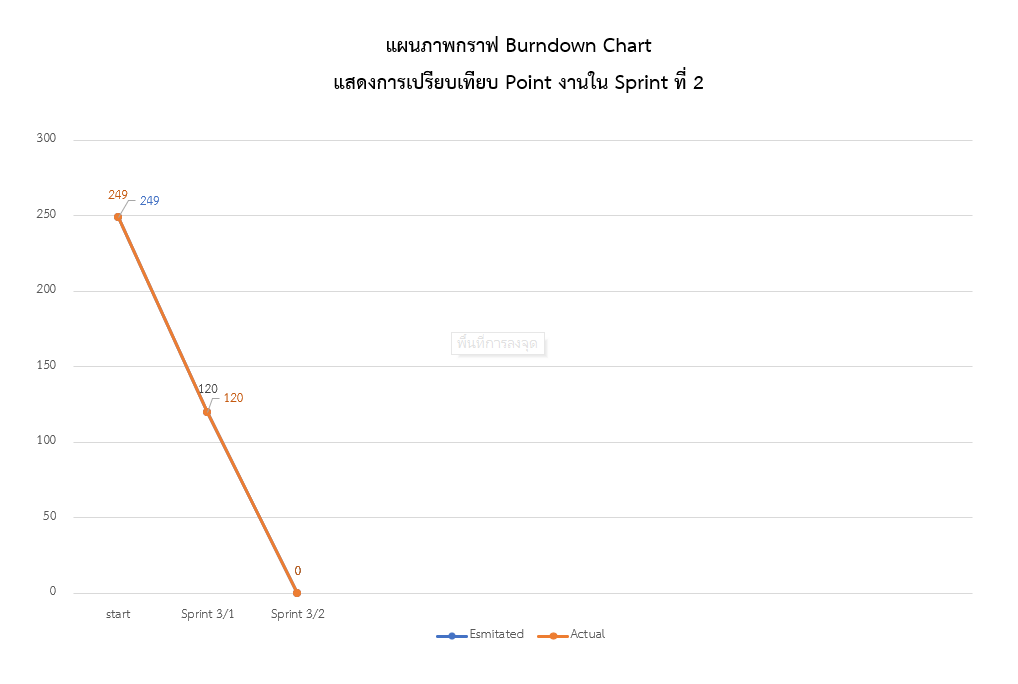 แผนภาพกราฟ Burndown Chart
แสดงการเปรียบเทียบ Point งานใน Sprint ที่ 2
300
250
200
150
100
50
0
249
249
120
120
0
พื้นที่การลงจุด
start
Sprint 3/1
Sprint 3/2
Esmitated
Actual